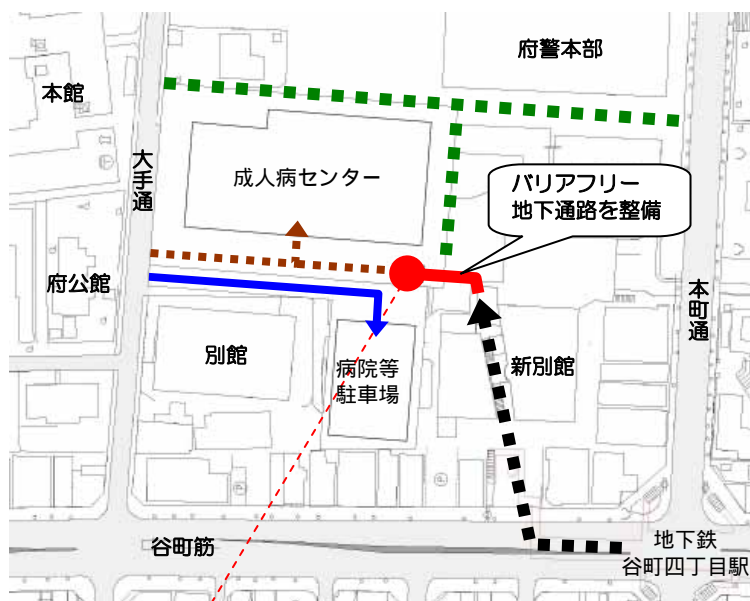 府警本部
本館
大手通
成人病センター
バリアフリー
地下通路を整備
府公館
本町通
別館
病院等
駐車場
新別館
谷町筋
地下鉄
谷町四丁目駅